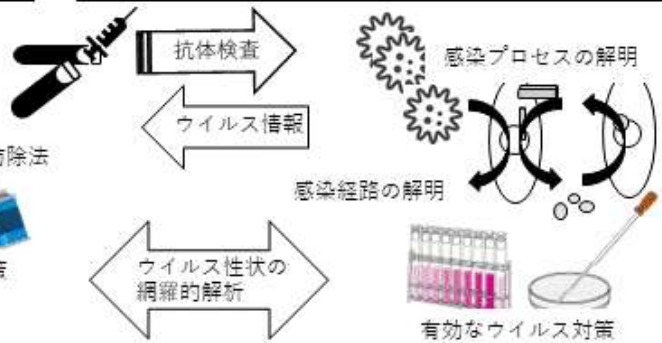 抗体検査
感染プロセスの解明
ウイルス情報
除法
感染経路の解明
ウイルス性状の
網羅的解析
有効なウイルス対策